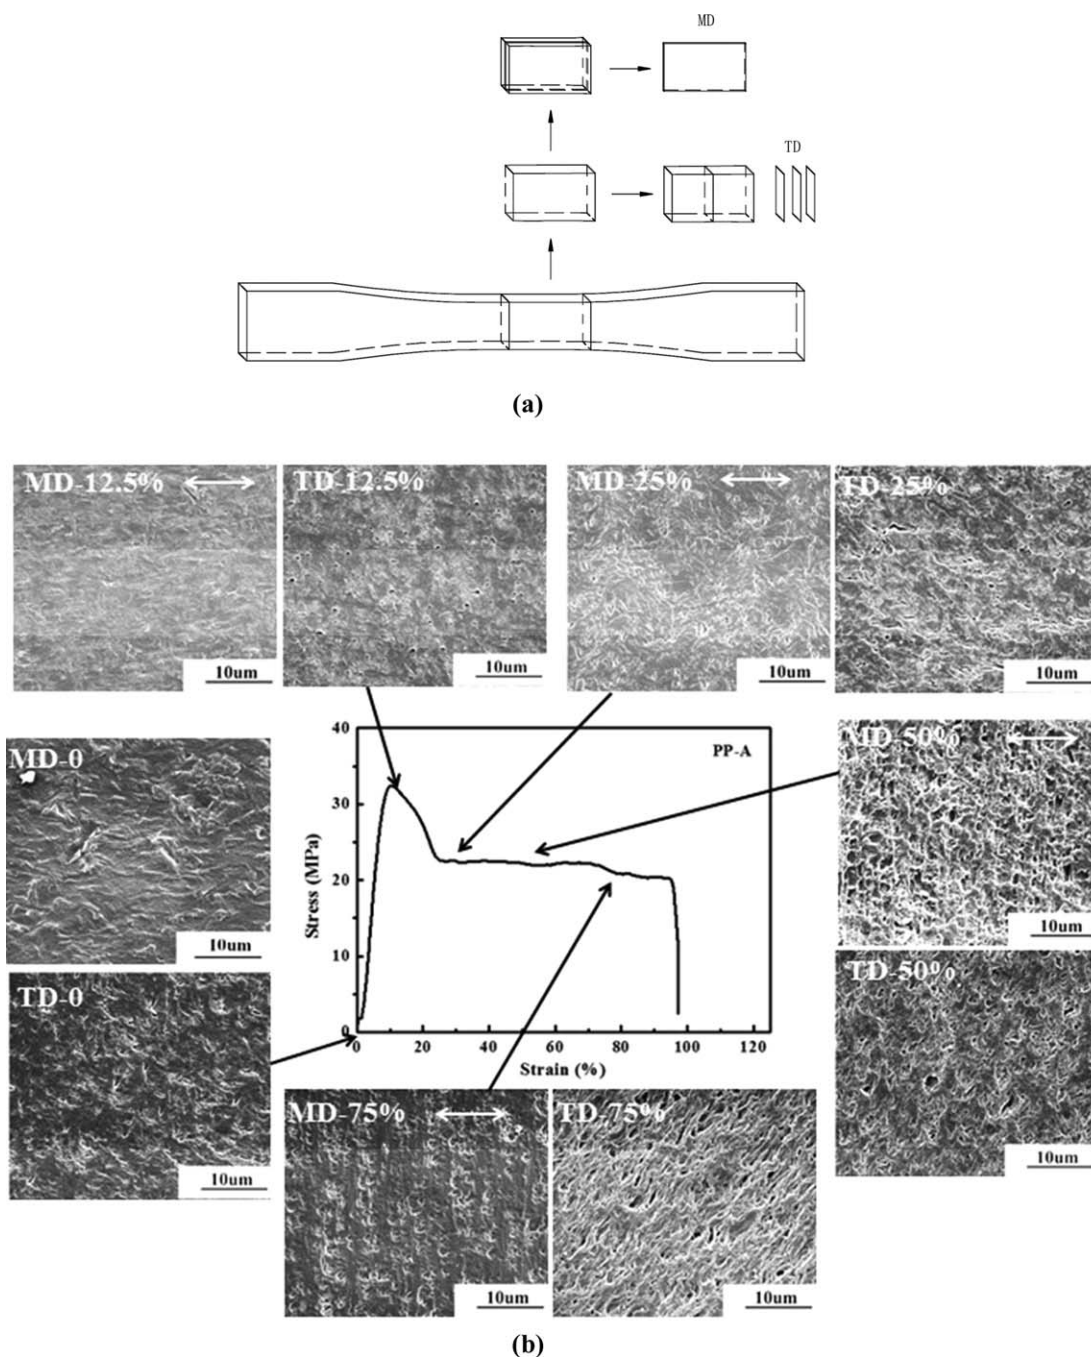 MD
TD
(a)
MD-12.5%
TD-12.5%
MD-25%
TD-25%
10um
10um
10um
10um
MD-0
10um
TD-0
10um
40
30
20
10
0
Stress (MPa)
PP-A
0 20 40 60 80 100 120
Strain (%)
MD-50%
10um
TD-50%
10um
MD-75%
TD-75%
10um
10um
(b)